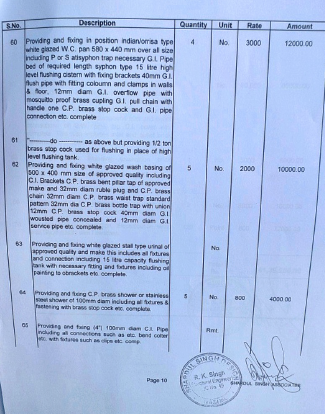 S.No. Description Quantity Unit Rate Amount
60 Providing and fixing in position indian/orrisa type 4 No. 3000 12000.00
white glazed W.C. pan 580 x 440 mm over all size
including P or S atisyphon trap necessary G.I. Pipe
bed of required length syphon type 15 litre high
level flushing cistern with fixing brackets 40mm G.I.
flush pipe with fitting coloumn and clamps in walls
& floor, 12mm diam G.I. overflow pipe with
mosquito proof brass cupling G.I. pull chain with
handle one C.P. brass stop cock and G.I. pipe
connection etc. complete
61 "----------do---------- as above but providing 1/2 ton
brass stop cock used for flushing in place of
high level flushing tank.
62 Providing and fixing white glazed wash basing of 5 No. 2000 10000.00
500 x 400 mm size of approved quality including
C.I. Brackets C.P. brass bent pillar tap of approved
make and 32mm diam ruble plug and C.P. brass
chain 32mm diam C.P. brass waist trap standard
pattern 32mm dia C.P. brass bottle trap with union
12mm C.P. brass stop cock 40mm diam G.I
wousted pipe concealed and 12mm diam G.I
service pipe etc. complete.
63 Providing and fixing white glazed stall type urinal of No.
approved quality and make this includes all fixtures
and connection including 15 litre capacity flushing
tank with necessary fitting and fixtures including oil
painting to obsrackets etc. complete.
64 Providing and fixing C.P. brass shower or stainless 5 No 800 4000.00
steel shower of 100mm diam including all fixtures &
fastening with brass stop cock etc. complete.
65 Providing and fixing (4") 100mm diam C.I. Pipe Rmt.
including all connections such as etc. bend coller
etc. with fixtures such as clips etc. comp.
Page 10
R. K. Singh
SHARDUL SINGH ASSOCIATES